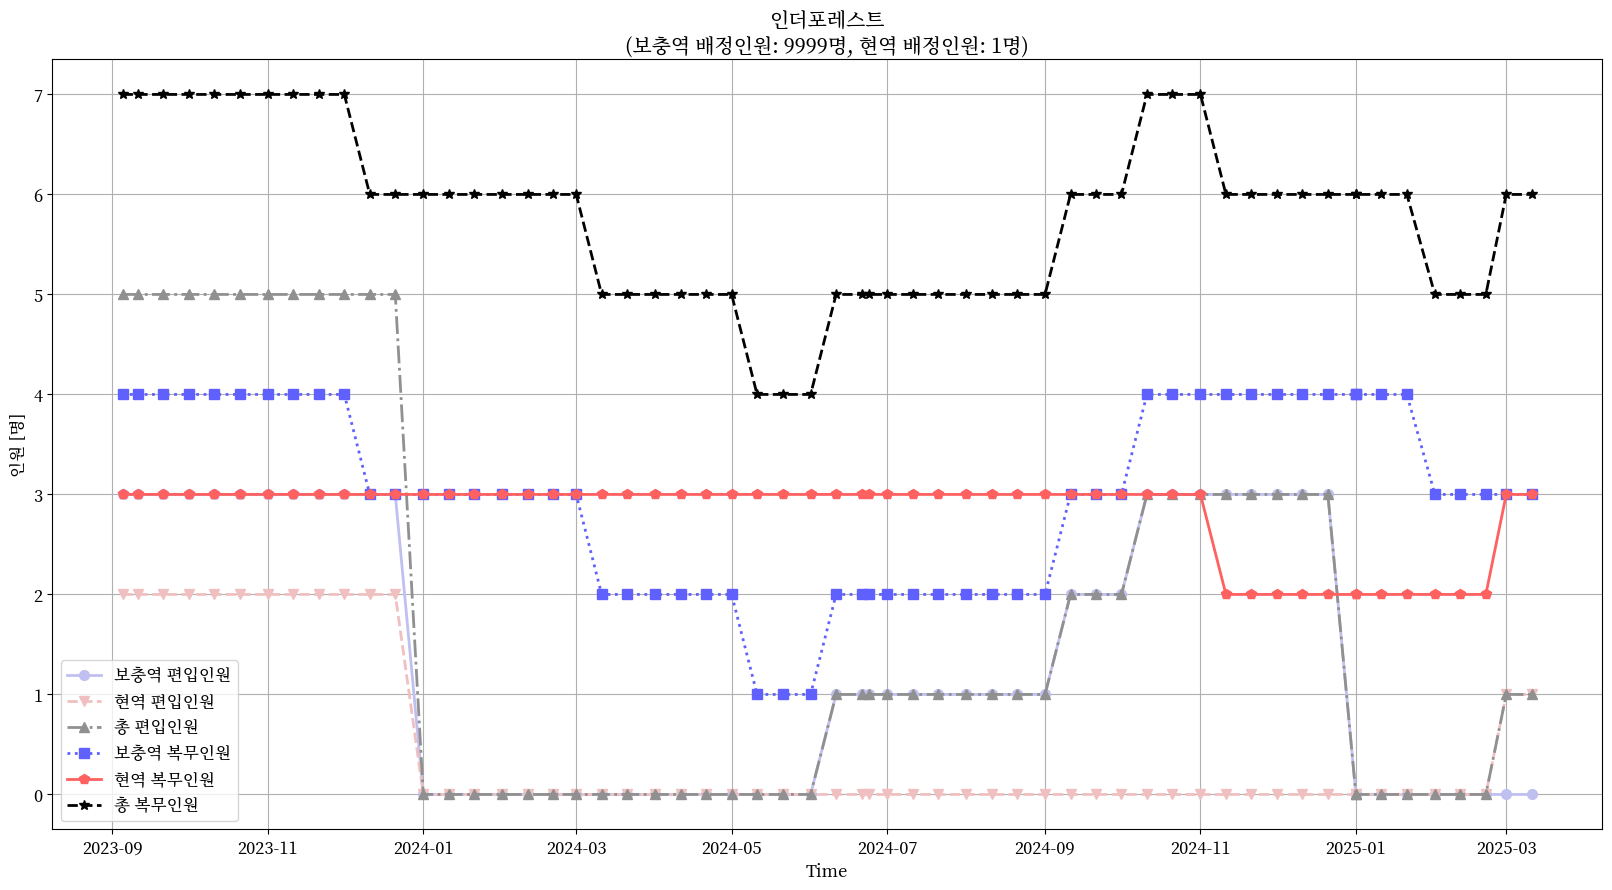 인더포레스트
(보충역 배정인원: 9999명, 현역 배정인원: 1명)
인원 [명]
7
6
5
4
3
2
1
0
보충역 편입인원
현역 편입인원
총 편입인원
보충역 복무인원
현역 복무인원
총 복무인원
2023-09 2023-11 2024-01 2024-03 2024-05 2024-07 2024-09 2024-11 2025-01 2025-03
Time